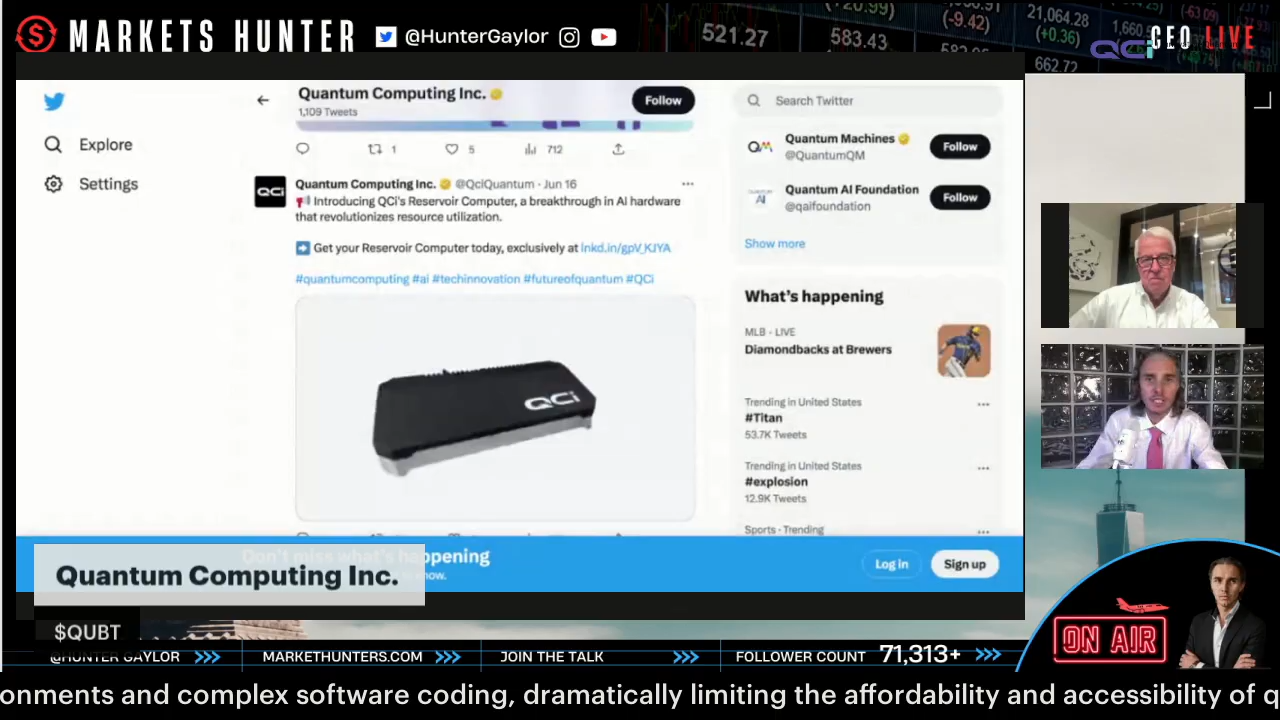 MARKETS HUNTER
@HunterGaylor
521.27
583.43
(-9.42)
21,064.28
(+0.36)
662.72
QCi
CEO LIVE
Quantum Computing Inc.
1,109 Tweets
Follow
Explore
Settings
1
5
712
Quantum Computing Inc. @QciQuantum · Jun 16
Introducing QCi's Reservoir Computer, a breakthrough in AI hardware
that revolutionizes resource utilization.
Get your Reservoir Computer today, exclusively at lnkd.in/gpV_KJYA
#quantumcomputing #ai #techinnovation #futureofquantum #QCi
QCi
Search Twitter
Quantum Machines
@QuantumQM
Follow
Quantum AI Foundation
@qaifoundation
Follow
Show more
What's happening
MLB · LIVE
Diamondbacks at Brewers
Trending in United States
#Titan
53.7K Tweets
Trending in United States
#explosion
12.9K Tweets
Sports · Trending
Don't miss what's happening
Log in
Sign up
Quantum Computing Inc.
$QUBT
@HUNTER GAYLOR
MARKETHUNTERS.COM
JOIN THE TALK
FOLLOWER COUNT 71,313+
ON AIR
onments and complex software coding, dramatically limiting the affordability and accessibility of q